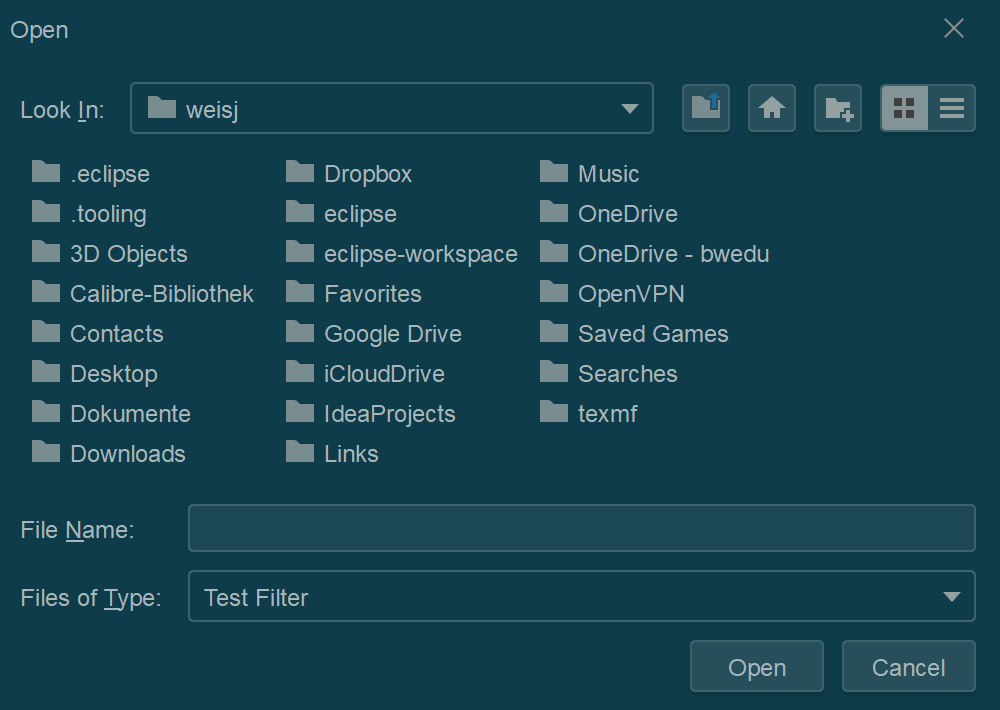 Open
Look In: weisj
.eclipse
.tooling
3D Objects
Calibre-Bibliothek
Contacts
Desktop
Dokumente
Downloads
Dropbox
eclipse
eclipse-workspace
Favorites
Google Drive
iCloudDrive
IdeaProjects
Links
Music
OneDrive
OneDrive - bwedu
OpenVPN
Saved Games
Searches
texmf
File Name:
Files of Type: Test Filter
Open Cancel